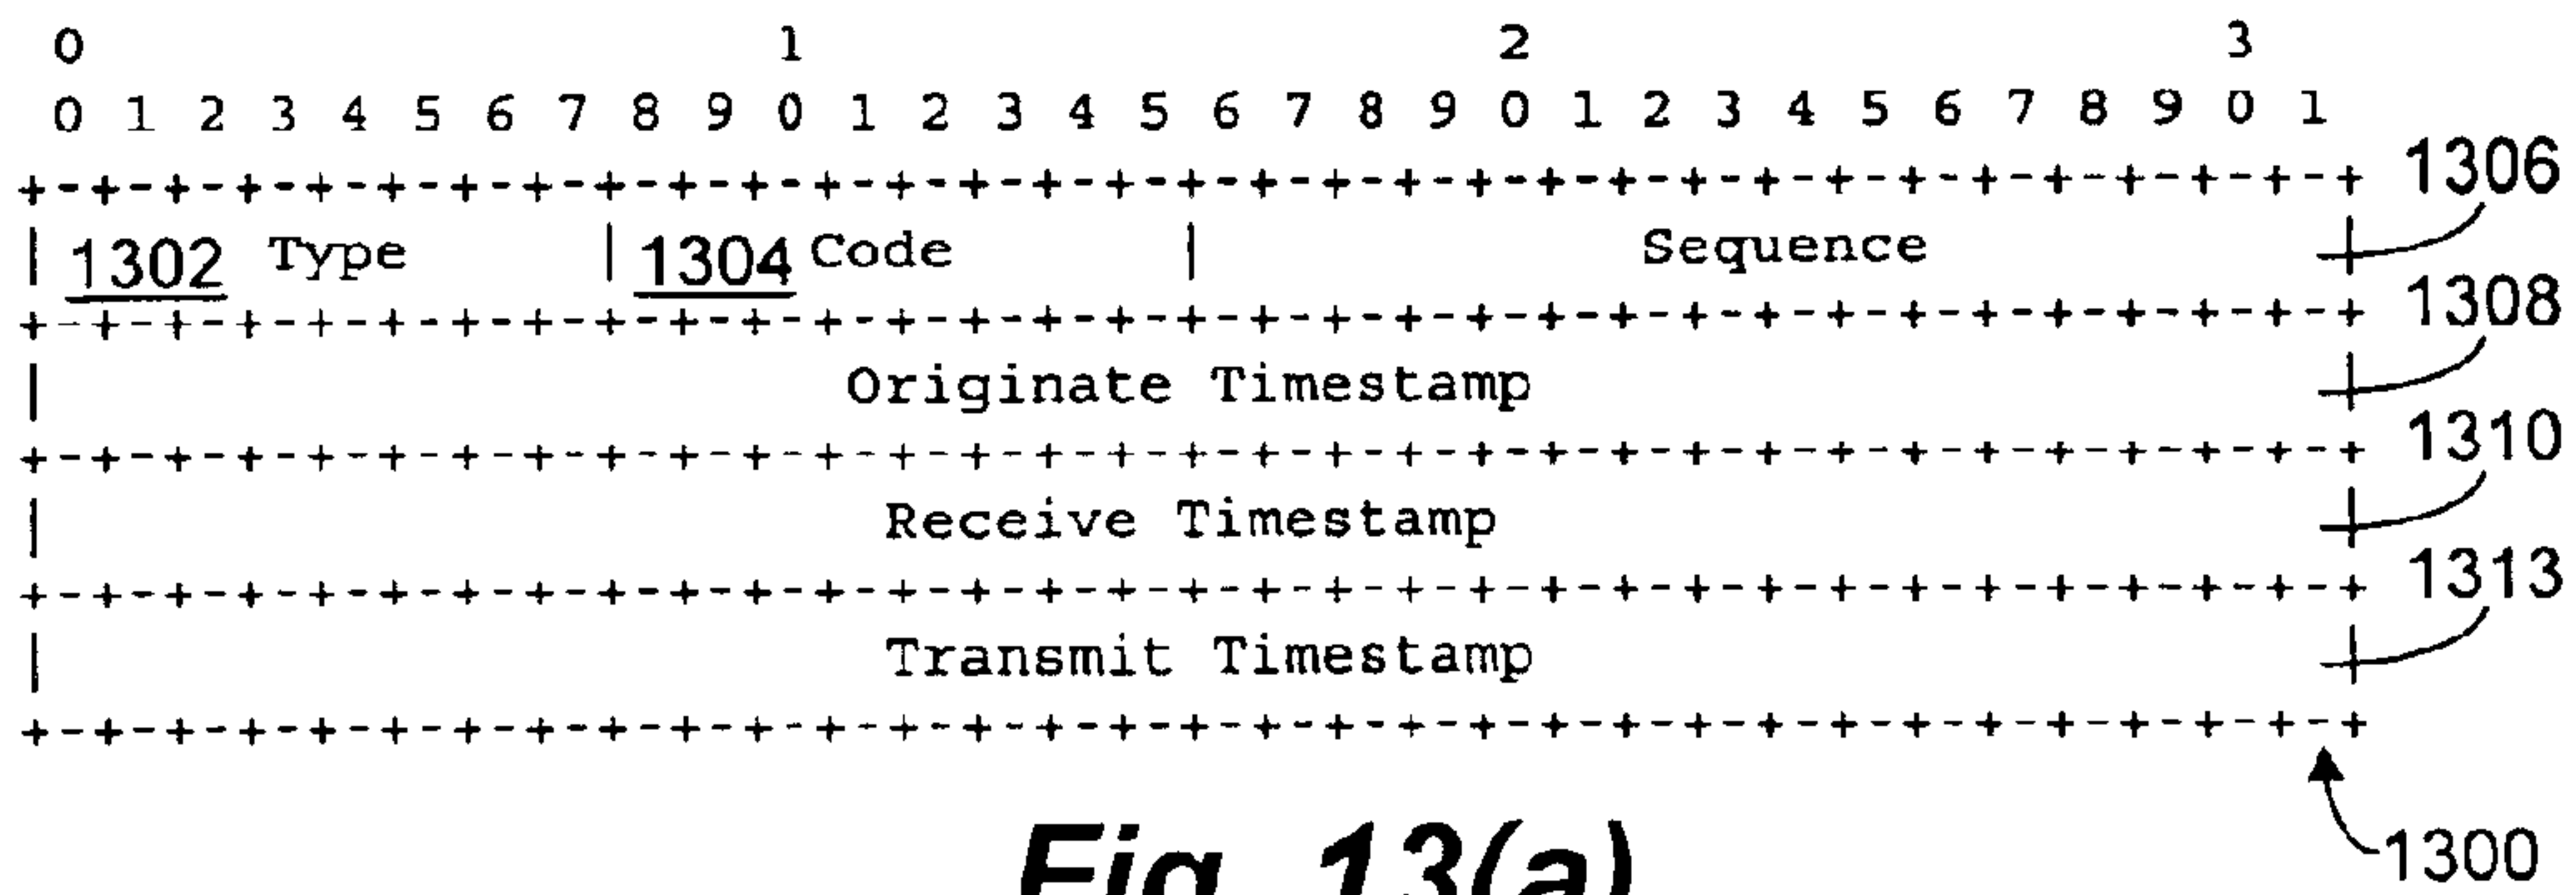 0 1 2 3
0 1 2 3 4 5 6 7 8 9 0 1 2 3 4 5 6 7 8 9 0 1 2 3 4 5 6 7 8 9 0 1
+-+-+-+-+-+-+-+-+-+-+-+-+-+-+-+-+-+-+-+-+-+-+-+-+-+-+-+-+-+-+-+-+ 1306
| 1302 Type | 1304 Code | Sequence |
+-+-+-+-+-+-+-+-+-+-+-+-+-+-+-+-+-+-+-+-+-+-+-+-+-+-+-+-+-+-+-+-+ 1308
| Originate Timestamp |
+-+-+-+-+-+-+-+-+-+-+-+-+-+-+-+-+-+-+-+-+-+-+-+-+-+-+-+-+-+-+-+-+ 1310
| Receive Timestamp |
+-+-+-+-+-+-+-+-+-+-+-+-+-+-+-+-+-+-+-+-+-+-+-+-+-+-+-+-+-+-+-+-+ 1313
| Transmit Timestamp |
+-+-+-+-+-+-+-+-+-+-+-+-+-+-+-+-+-+-+-+-+-+-+-+-+-+-+-+-+-+-+-+-+
1300
Fig. 13(a)